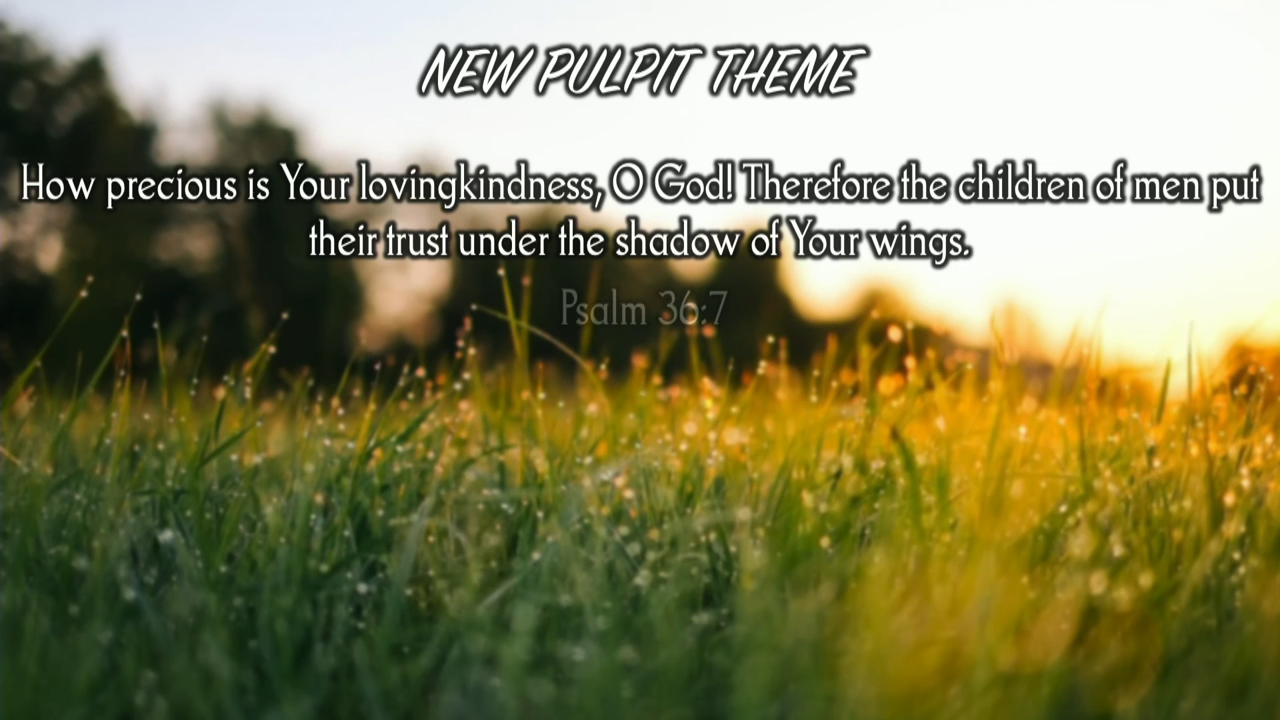 NEW PULPIT THEME
How precious is Your lovingkindness, O God! Therefore the children of men put
their trust under the shadow of Your wings.
Psalm 36:7